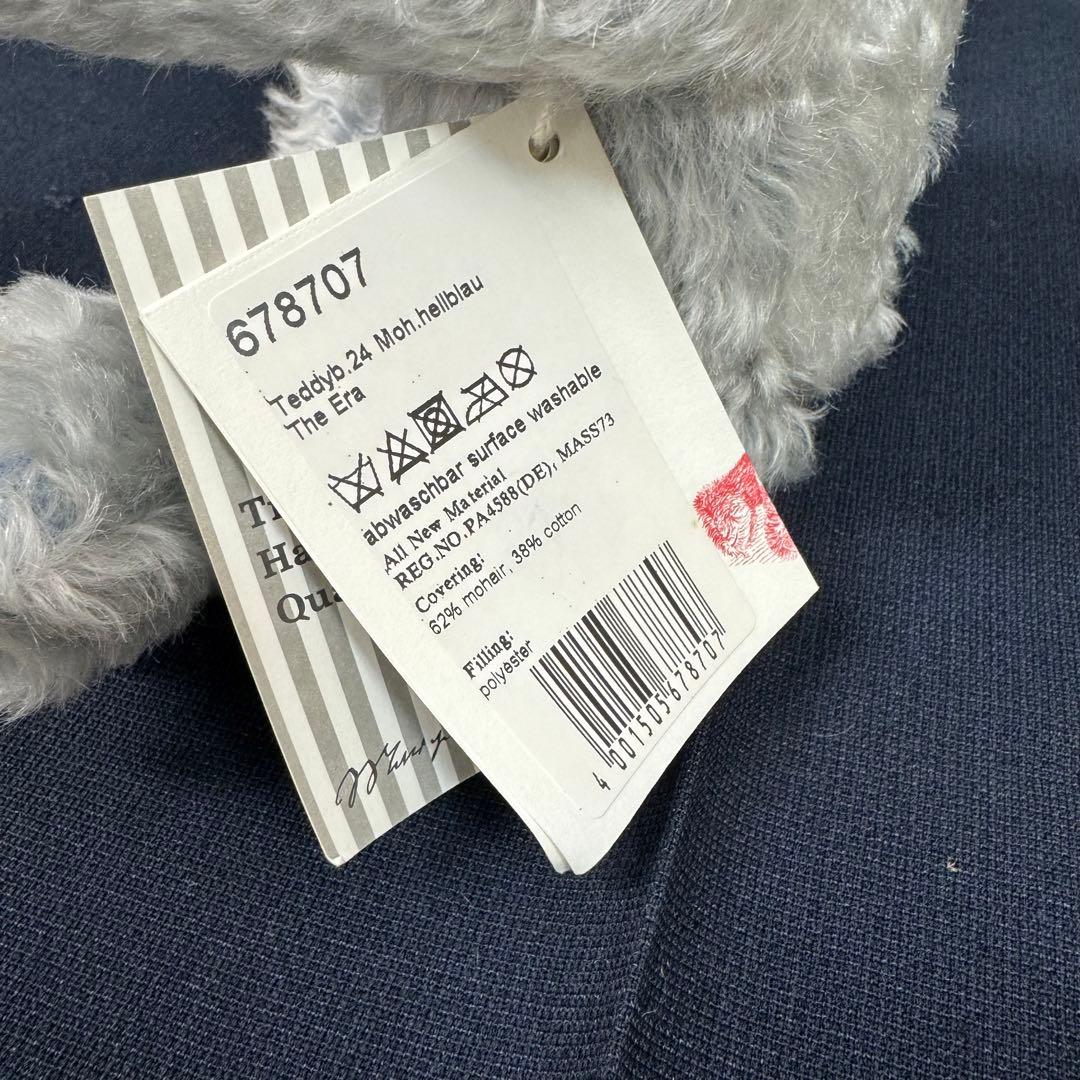 678707
Teddyb.24 Moh.hellblau
The Era
abwaschbar surface washable
All New Material
REG.NO.PA4588(DE), MASS73
Covering:
62% mohair, 38% cotton
Filling:
polyester
4 001505 678707